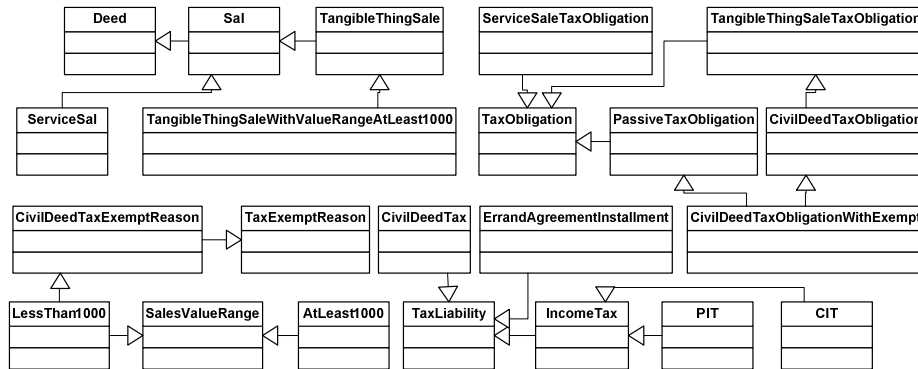 Deed
Sal
TangibleThingSale
ServiceSaleTaxObligation
TangibleThingSaleTaxObligation
ServiceSal
TangibleThingSaleWithValueRangeAtLeast1000
TaxObligation
PassiveTaxObligation
CivilDeedTaxObligation
CivilDeedTaxExemptReason
TaxExemptReason
CivilDeedTax
ErrandAgreementInstallment
CivilDeedTaxObligationWithExempt
LessThan1000
SalesValueRange
AtLeast1000
TaxLiability
IncomeTax
PIT
CIT